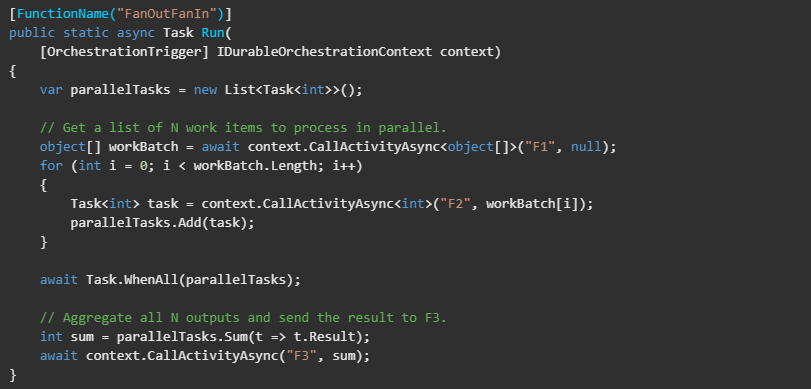 [FunctionName("FanOutFanIn")]
public static async Task Run(
    [OrchestrationTrigger] IDurableOrchestrationContext context)
{
    var parallelTasks = new List<Task<int>>();

    // Get a list of N work items to process in parallel.
    object[] workBatch = await context.CallActivityAsync<object[]>("F1", null);
    for (int i = 0; i < workBatch.Length; i++)
    {
        Task<int> task = context.CallActivityAsync<int>("F2", workBatch[i]);
        parallelTasks.Add(task);
    }

    await Task.WhenAll(parallelTasks);

    // Aggregate all N outputs and send the result to F3.
    int sum = parallelTasks.Sum(t => t.Result);
    await context.CallActivityAsync("F3", sum);
}